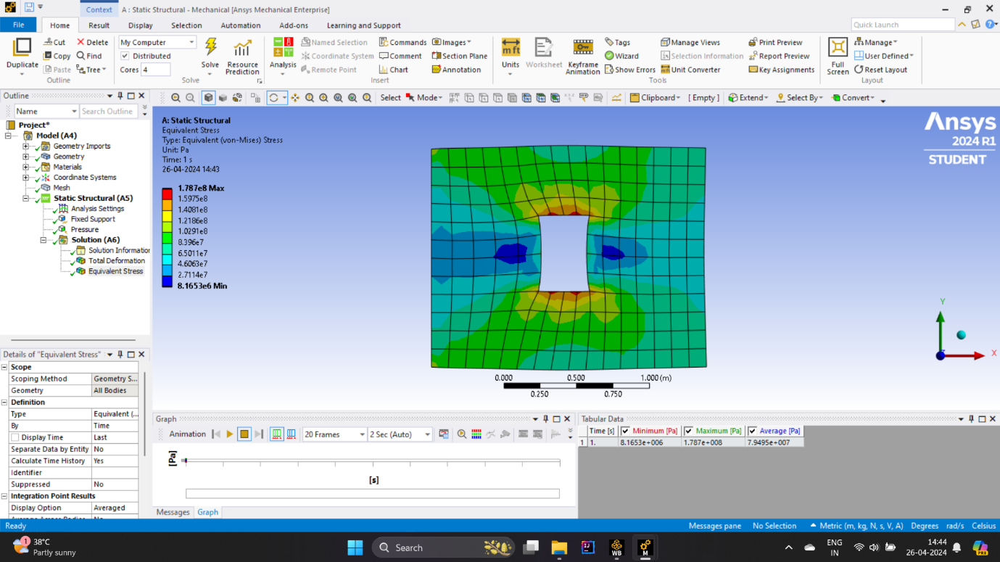 Context
A : Static Structural - Mechanical [Ansys Mechanical Enterprise]
File
Home
Result
Display
Selection
Automation
Add-ons
Learning and Support
Quick Launch
Duplicate
Cut
Copy
Paste
Delete
Find
Tree
Outline
My Computer
Distributed
Cores 4
Solve
Resource Prediction
Solve
Analysis
Named Selection
Coordinate System
Remote Point
Commands
Comment
Chart
Images
Section Plane
Annotation
Insert
mft
Units
Worksheet
Keyframe Animation
Tags
Wizard
Show Errors
Manage Views
Selection Information
Unit Converter
Print Preview
Report Preview
Key Assignments
Tools
Full Screen
Manage
User Defined
Reset Layout
Layout
Outline
Name
Search Outline
Select
Mode
Clipboard
[ Empty ]
Extend
Select By
Convert
Project*
Model (A4)
Geometry Imports
Geometry
Materials
Coordinate Systems
Mesh
Static Structural (A5)
Analysis Settings
Fixed Support
Pressure
Solution (A6)
Solution Information
Total Deformation
Equivalent Stress
A: Static Structural
Equivalent Stress
Type: Equivalent (von-Mises) Stress
Unit: Pa
Time: 1 s
26-04-2024 14:43
1.787e8 Max
1.5975e8
1.4081e8
1.2186e8
1.0291e8
8.396e7
6.5011e7
4.6063e7
2.7114e7
8.1653e6 Min
Ansys
2024 R1
STUDENT
0.000
0.500
1.000 (m)
0.250
0.750
Y
X
Details of "Equivalent Stress"
Scope
Scoping Method Geometry S...
Geometry All Bodies
Definition
Type Equivalent (...
By Time
Display Time Last
Separate Data by Entity No
Calculate Time History Yes
Identifier
Suppressed No
Integration Point Results
Display Option Averaged
Graph
Animation
20 Frames
2 Sec (Auto)
[Pa]
[s]
Messages
Graph
Tabular Data
Time [s] Minimum [Pa] Maximum [Pa] Average [Pa]
1 1. 8.1653e+006 1.787e+008 7.9495e+007
Ready
Messages pane
No Selection
Metric (m, kg, N, s, V, A)
Degrees
rad/s
Celsius
1
38°C
Partly sunny
Search
WB
M
ENG
IN
14:44
26-04-2024
PRE